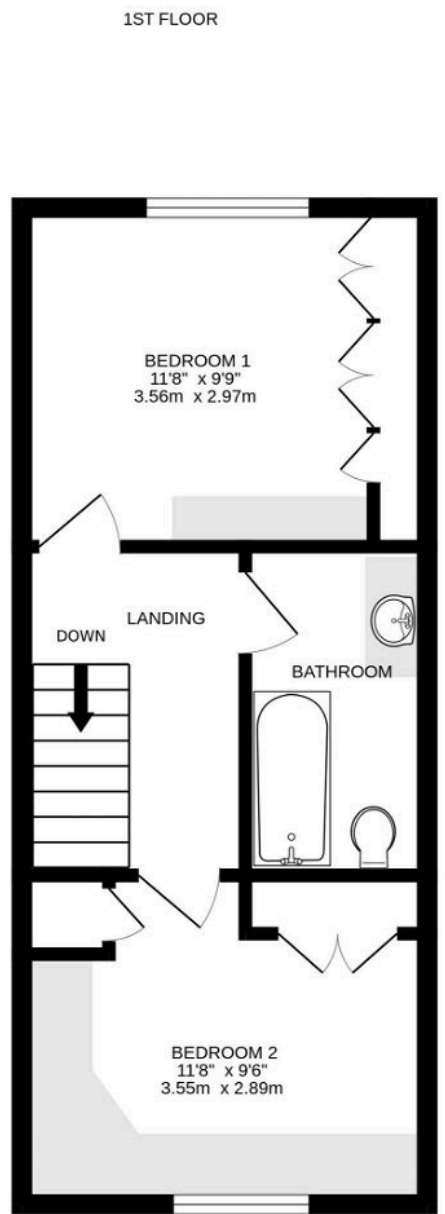 1ST FLOOR
BEDROOM 1
11'8" x 9'9"
3.56m x 2.97m
LANDING
DOWN
BATHROOM
BEDROOM 2
11'8" x 9'6"
3.55m x 2.89m